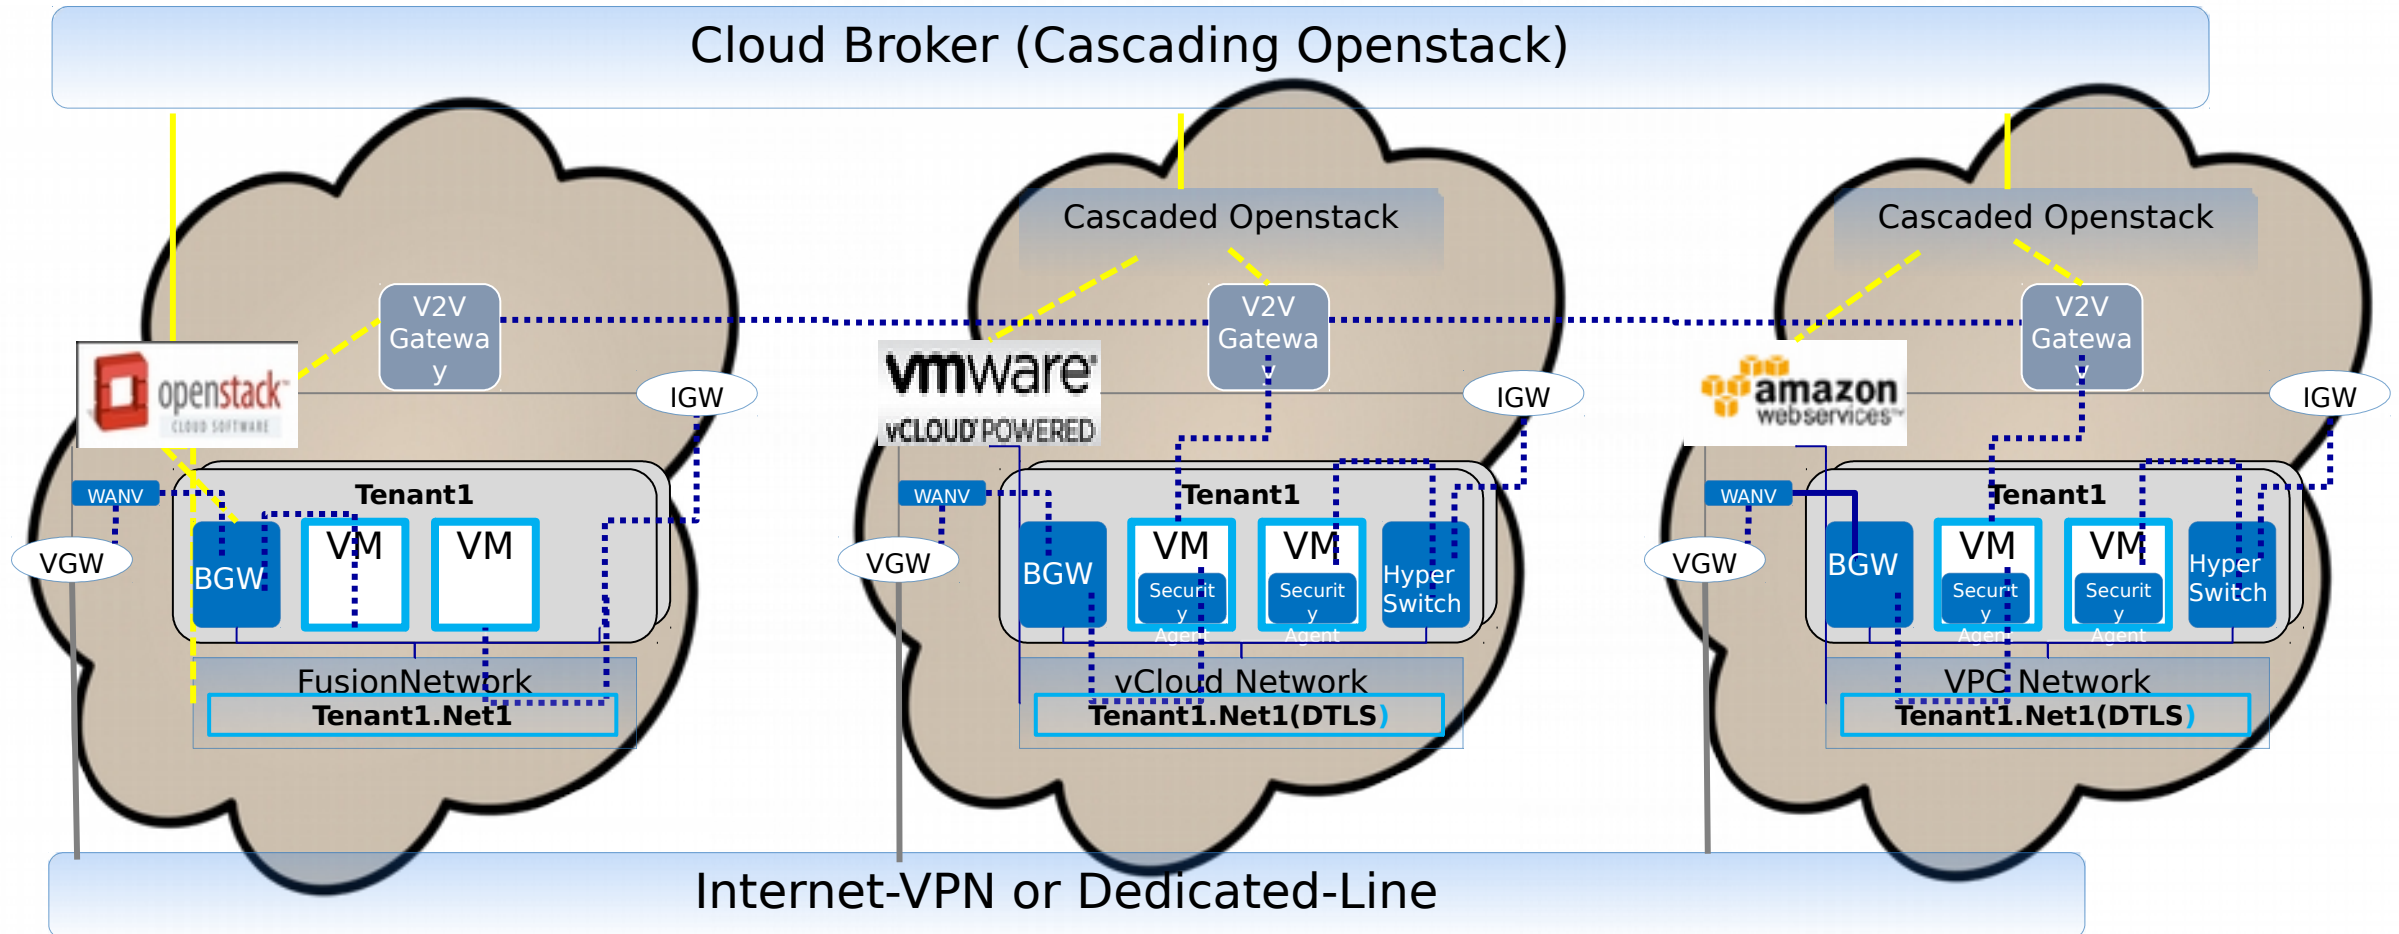 Cloud Broker (Cascading Openstack)
Cascaded Openstack
Cascaded Openstack
V2V
Gatewa
y
V2V
Gatewa
y
V2V
Gatewa
y
openstack™
CLOUD SOFTWARE
IGW
vmware®
vCLOUD® POWERED
IGW
amazon
webservices™
IGW
WANV
Tenant1
VM
VM
BGW
VGW
WANV
Tenant1
VM
VM
BGW
Securit
y
Agent
Securit
y
Agent
Hyper
Switch
VGW
WANV
Tenant1
VM
VM
BGW
Securit
y
Agent
Securit
y
Agent
Hyper
Switch
VGW
FusionNetwork
Tenant1.Net1
vCloud Network
Tenant1.Net1(DTLS)
VPC Network
Tenant1.Net1(DTLS)
Internet-VPN or Dedicated-Line